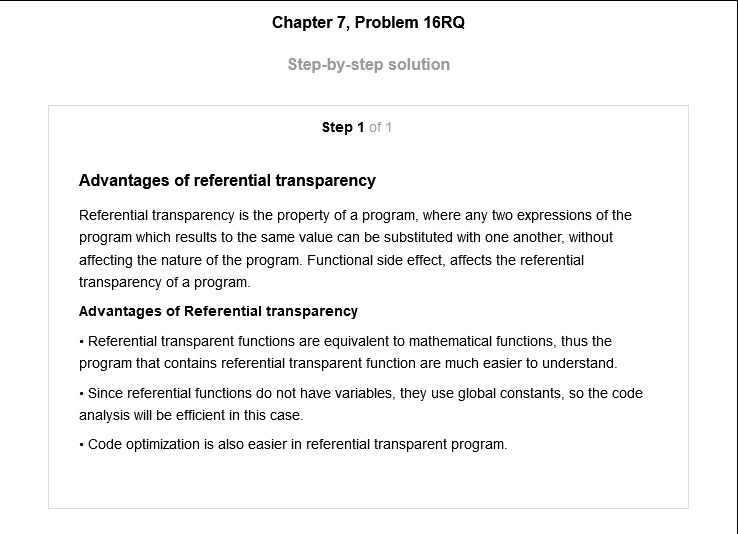 Chapter 7, Problem 16RQ
Step-by-step solution
Step 1 of 1
Advantages of referential transparency
Referential transparency is the property of a program, where any two expressions of the
program which results to the same value can be substituted with one another, without
affecting the nature of the program. Functional side effect, affects the referential
transparency of a program.
Advantages of Referential transparency
• Referential transparent functions are equivalent to mathematical functions, thus the
program that contains referential transparent function are much easier to understand.
• Since referential functions do not have variables, they use global constants, so the code
analysis will be efficient in this case.
• Code optimization is also easier in referential transparent program.